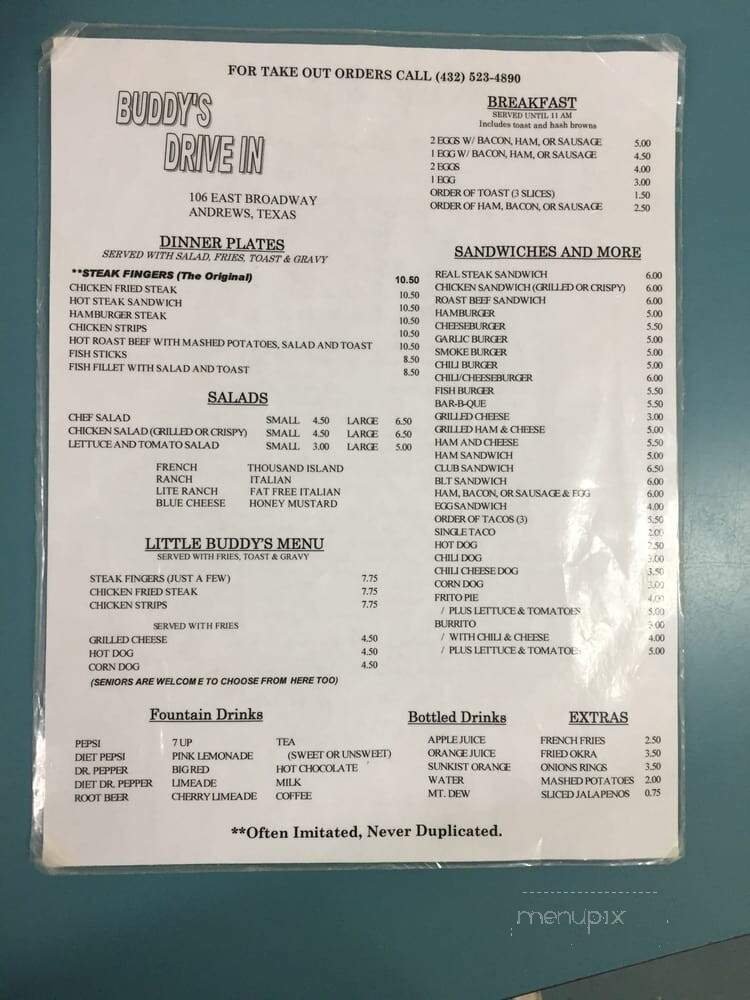 FOR TAKE OUT ORDERS CALL (432) 523-4890
BUDDY'S
DRIVE IN
106 EAST BROADWAY
ANDREWS, TEXAS
BREAKFAST
SERVED UNTIL 11 AM
Includes toast and hash browns
2 EGGS W/ BACON, HAM, OR SAUSAGE 5.00
1 EGG W/ BACON, HAM, OR SAUSAGE 4.50
2 EGGS 4.00
1 EGG 3.00
ORDER OF TOAST (3 SLICES) 1.50
ORDER OF HAM, BACON, OR SAUSAGE 2.50
DINNER PLATES
SERVED WITH SALAD, FRIES, TOAST & GRAVY
**STEAK FINGERS (The Original) 10.50
CHICKEN FRIED STEAK 10.50
HOT STEAK SANDWICH 10.50
HAMBURGER STEAK 10.50
CHICKEN STRIPS 10.50
HOT ROAST BEEF WITH MASHED POTATOES, SALAD AND TOAST 10.50
FISH STICKS 8.50
FISH FILLET WITH SALAD AND TOAST 8.50
SALADS
CHEF SALAD SMALL 4.50 LARGE 6.50
CHICKEN SALAD (GRILLED OR CRISPY) SMALL 4.50 LARGE 6.50
LETTUCE AND TOMATO SALAD SMALL 3.00 LARGE 5.00
FRENCH THOUSAND ISLAND
RANCH ITALIAN
LITE RANCH FAT FREE ITALIAN
BLUE CHEESE HONEY MUSTARD
LITTLE BUDDY'S MENU
SERVED WITH FRIES, TOAST & GRAVY
STEAK FINGERS (JUST A FEW) 7.75
CHICKEN FRIED STEAK 7.75
CHICKEN STRIPS 7.75
SERVED WITH FRIES
GRILLED CHEESE 4.50
HOT DOG 4.50
CORN DOG 4.50
(SENIORS ARE WELCOME TO CHOOSE FROM HERE TOO)
SANDWICHES AND MORE
REAL STEAK SANDWICH 6.00
CHICKEN SANDWICH (GRILLED OR CRISPY) 6.00
ROAST BEEF SANDWICH 6.00
HAMBURGER 5.00
CHEESEBURGER 5.50
GARLIC BURGER 5.00
SMOKE BURGER 5.00
CHILI BURGER 5.00
CHILI/CHEESEBURGER 6.00
FISH BURGER 5.50
BAR-B-QUE 5.50
GRILLED CHEESE 3.00
GRILLED HAM & CHEESE 5.00
HAM AND CHEESE 5.50
HAM SANDWICH 5.00
CLUB SANDWICH 6.50
BLT SANDWICH 6.00
HAM, BACON, OR SAUSAGE & EGG 6.00
EGG SANDWICH 4.00
ORDER OF TACOS (3) 5.50
SINGLE TACO 2.00
HOT DOG 2.50
CHILI DOG 3.00
CHILI CHEESE DOG 3.50
CORN DOG 3.00
FRITO PIE 4.00
/ PLUS LETTUCE & TOMATOES 5.00
BURRITO 3.00
/ WITH CHILI & CHEESE 4.00
/ PLUS LETTUCE & TOMATOES 5.00
Fountain Drinks
PEPSI 7 UP TEA
DIET PEPSI PINK LEMONADE (SWEET OR UNSWEET)
DR. PEPPER BIG RED HOT CHOCOLATE
DIET DR. PEPPER LIMEADE MILK
ROOT BEER CHERRY LIMEADE COFFEE
Bottled Drinks
APPLE JUICE
ORANGE JUICE
SUNKIST ORANGE
WATER
MT. DEW
EXTRAS
FRENCH FRIES 2.50
FRIED OKRA 3.50
ONIONS RINGS 3.50
MASHED POTATOES 2.00
SLICED JALAPENOS 0.75
**Often Imitated, Never Duplicated.
menupix